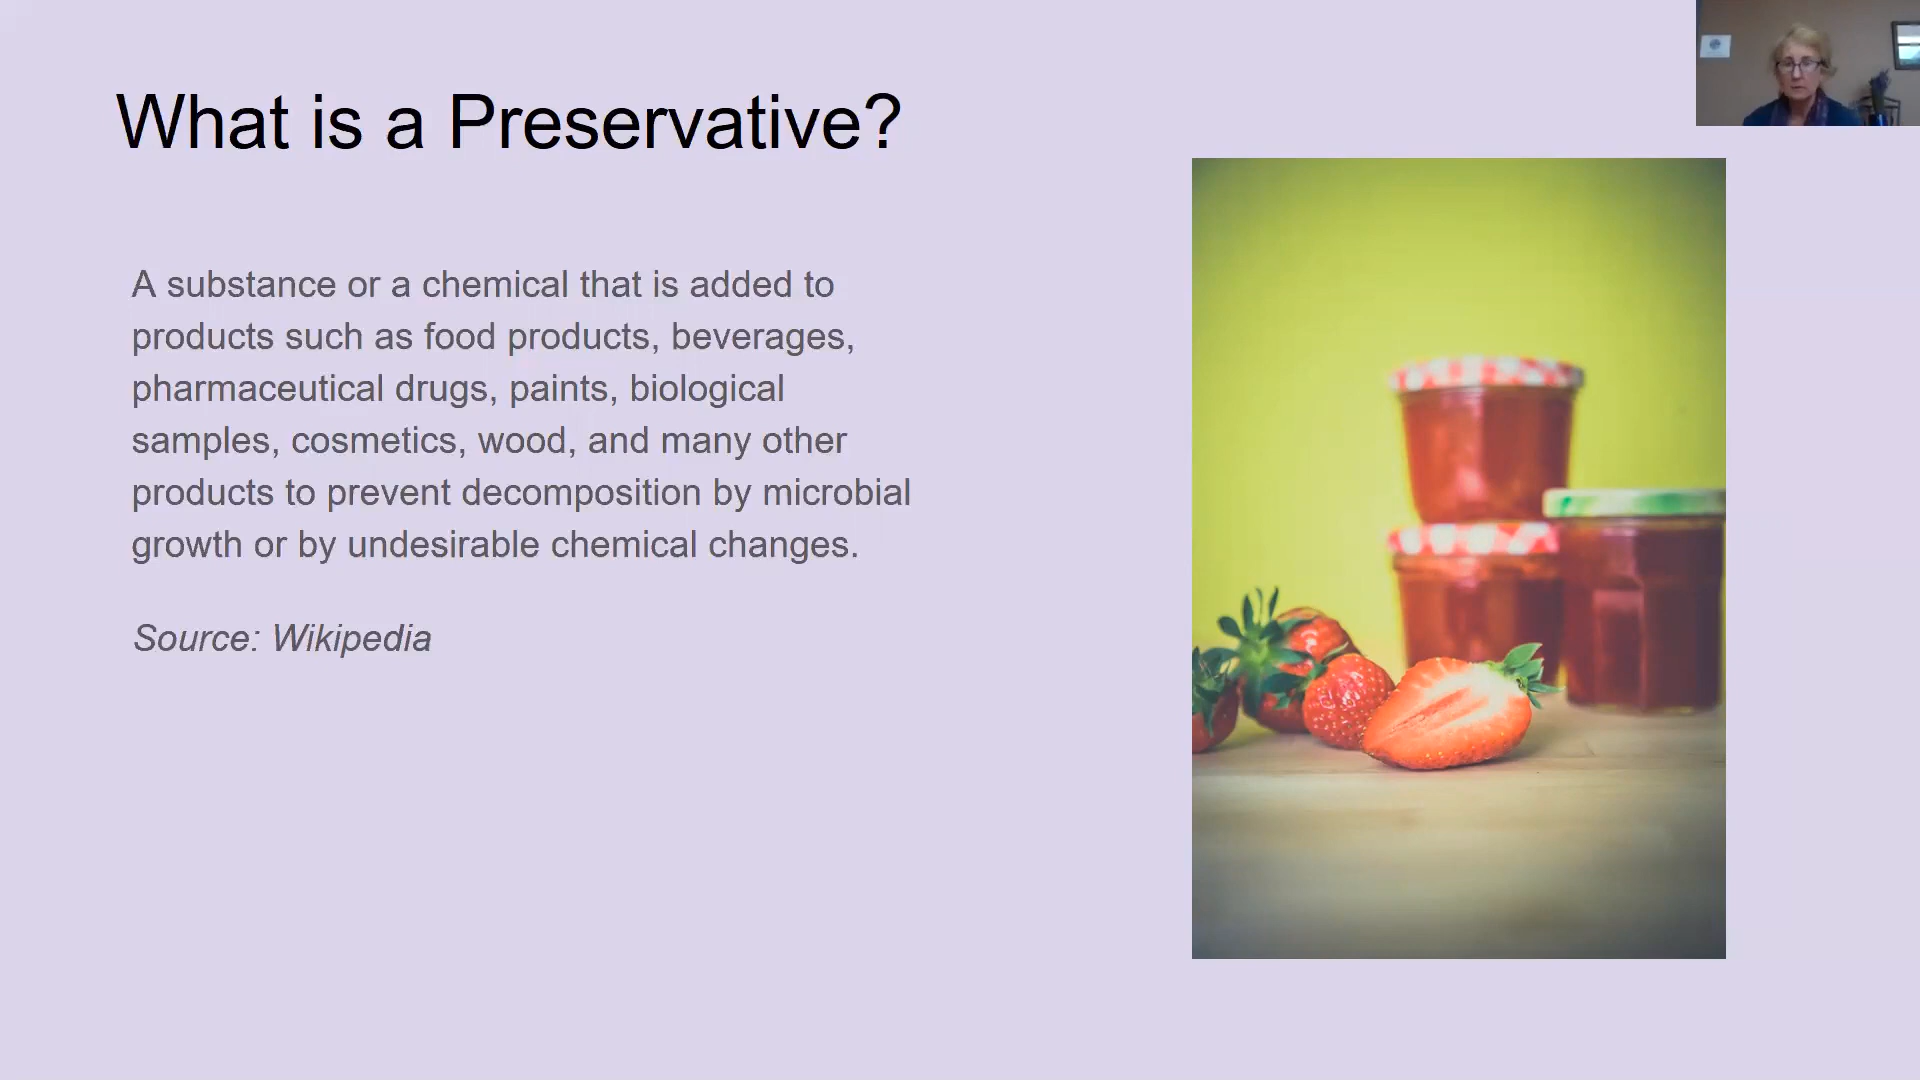 What is a Preservative?
A substance or a chemical that is added to
products such as food products, beverages,
pharmaceutical drugs, paints, biological
samples, cosmetics, wood, and many other
products to prevent decomposition by microbial
growth or by undesirable chemical changes.
Source: Wikipedia